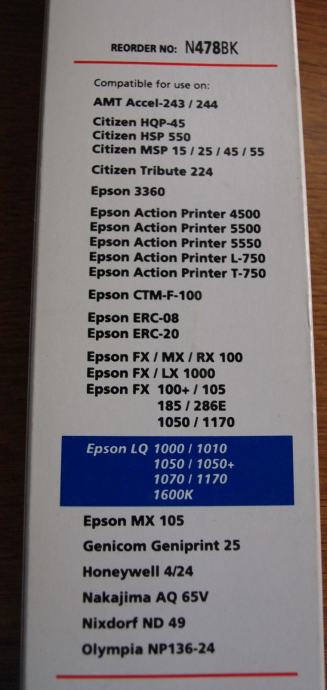 REORDER NO: N478BK
Compatible for use on:
AMT Accel-243 / 244
Citizen HQP-45
Citizen HSP 550
Citizen MSP 15 / 25 / 45 / 55
Citizen Tribute 224
Epson 3360
Epson Action Printer 4500
Epson Action Printer 5500
Epson Action Printer 5550
Epson Action Printer L-750
Epson Action Printer T-750
Epson CTM-F-100
Epson ERC-08
Epson ERC-20
Epson FX / MX / RX 100
Epson FX / LX 1000
Epson FX 100+ / 105
185 / 286E
1050 / 1170
Epson LQ 1000 / 1010
1050 / 1050+
1070 / 1170
1600K
Epson MX 105
Genicom Geniprint 25
Honeywell 4/24
Nakajima AQ 65V
Nixdorf ND 49
Olympia NP136-24